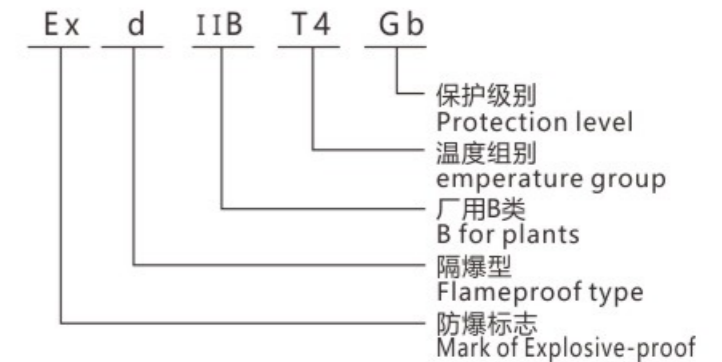 Ex d IIB T4 Gb
保护级别
Protection level
温度组别
emperature group
厂用B类
B for plants
隔爆型
Flameproof type
防爆标志
Mark of Explosive-proof